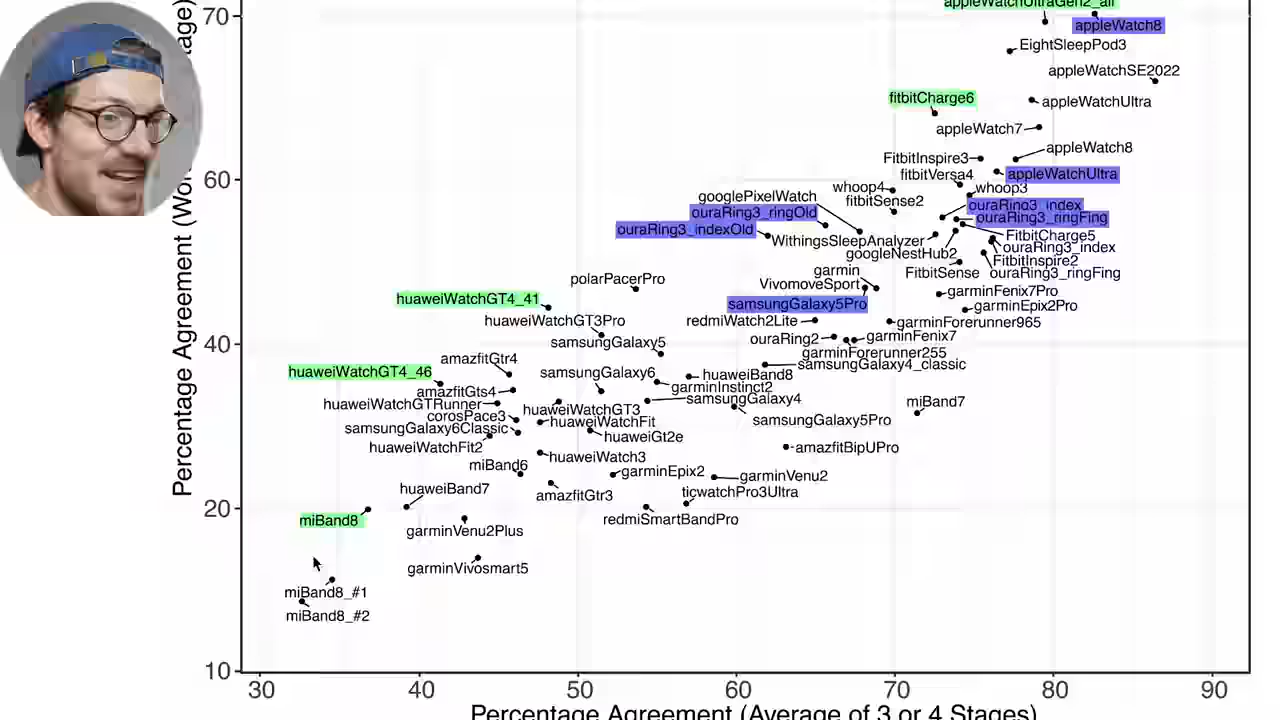 appleWatchUltraGen2_all
70
appleWatch8
EightSleepPod3
appleWatchSE2022
fitbitCharge6
appleWatchUltra
appleWatch7
appleWatch8
FitbitInspire3
60
fitbitVersa4
appleWatchUltra
whoop4
whoop3
googlePixelWatch
fitbitSense2
ouraRing3_index
ouraRing3_ringOld
ouraRing3_ringFing
ouraRing3_indexOld
WithingsSleepAnalyzer
FitbitCharge5
ouraRing3_index
googleNestHub2
FitbitInspire2
garmin
FitbitSense
ouraRing3_ringFing
polarPacerPro
VivomoveSport
garminFenix7Pro
huaweiWatchGT4_41
samsungGalaxy5Pro
garminEpix2Pro
huaweiWatchGT3Pro
redmiWatch2Lite
garminForerunner965
40
samsungGalaxy5
ouraRing2
garminFenix7
garminForerunner255
amazfitGtr4
samsungGalaxy4_classic
huaweiWatchGT4_46
samsungGalaxy6
huaweiBand8
amazfitGts4
garminInstinct2
huaweiWatchGTRunner
huaweiWatchGT3
samsungGalaxy4
miBand7
corosPace3
huaweiWatchFit
samsungGalaxy5Pro
samsungGalaxy6Classic
huaweiGt2e
huaweiWatchFit2
amazfitBipUPro
huaweiWatch3
miBand6
garminEpix2
garminVenu2
huaweiBand7
amazfitGtr3
ticwatchPro3Ultra
20
miBand8
redmiSmartBandPro
garminVenu2Plus
garminVivosmart5
miBand8_#1
miBand8_#2
10
30 40 50 60 70 80 90
Percentage Agreement (Average of 3 or 4 Stages)
Percentage Agreement